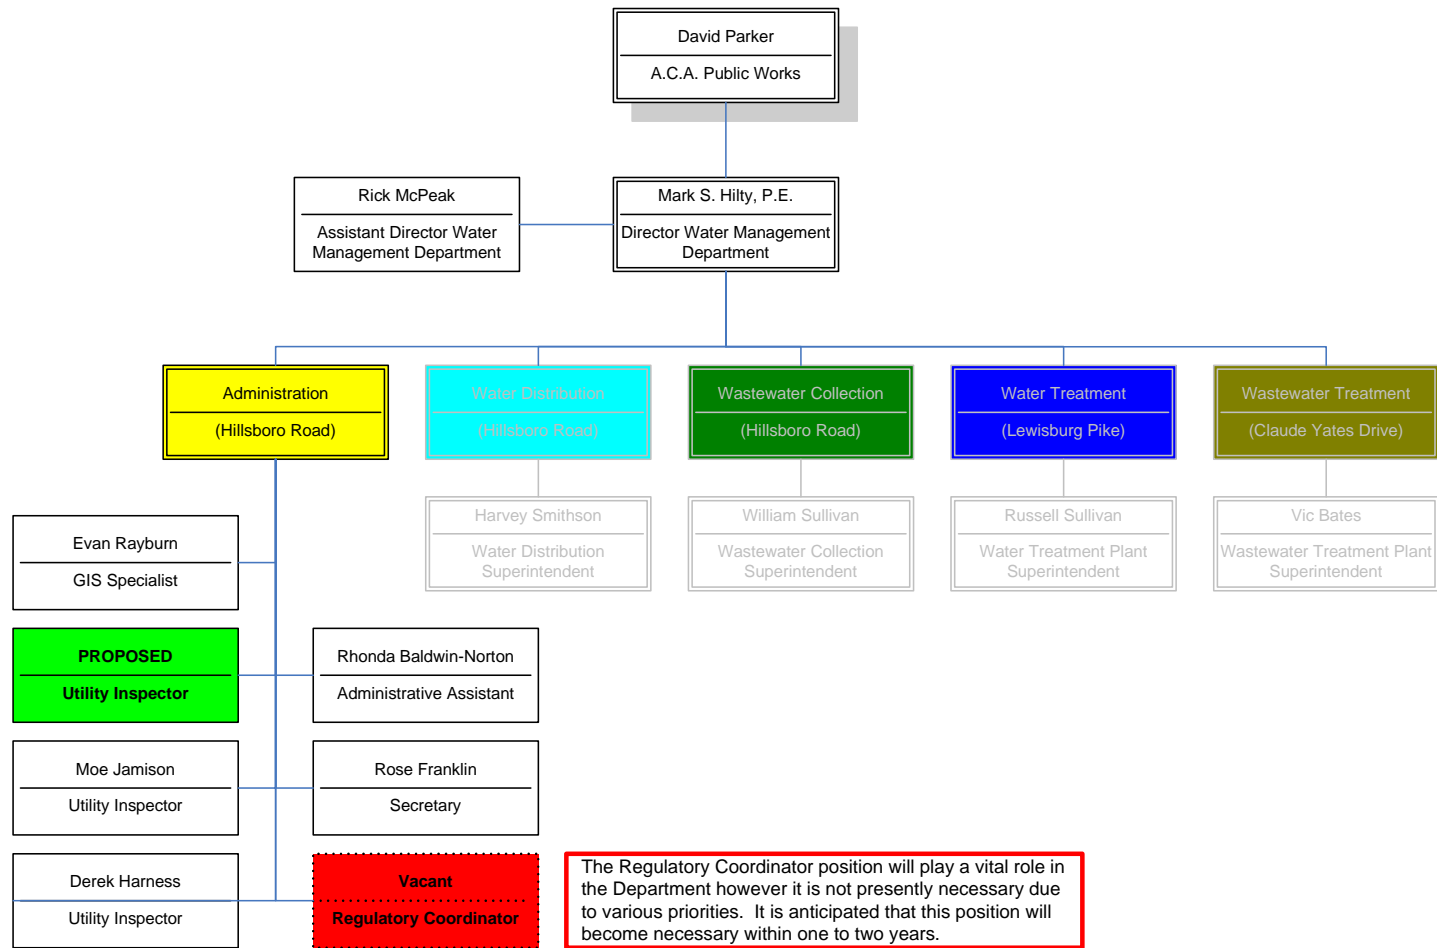 David Parker
A.C.A. Public Works
Rick McPeak
Assistant Director Water
Management Department
Mark S. Hilty, P.E.
Director Water Management
Department
Administration
(Hillsboro Road)
Water Distribution
(Hillsboro Road)
Wastewater Collection
(Hillsboro Road)
Water Treatment
(Lewisburg Pike)
Wastewater Treatment
(Claude Yates Drive)
Harvey Smithson
Water Distribution
Superintendent
William Sullivan
Wastewater Collection
Superintendent
Russell Sullivan
Water Treatment Plant
Superintendent
Vic Bates
Wastewater Treatment Plant
Superintendent
Evan Rayburn
GIS Specialist
PROPOSED
Utility Inspector
Rhonda Baldwin-Norton
Administrative Assistant
Moe Jamison
Utility Inspector
Rose Franklin
Secretary
Derek Harness
Utility Inspector
Vacant
Regulatory Coordinator
The Regulatory Coordinator position will play a vital role in
the Department however it is not presently necessary due
to various priorities.  It is anticipated that this position will
become necessary within one to two years.